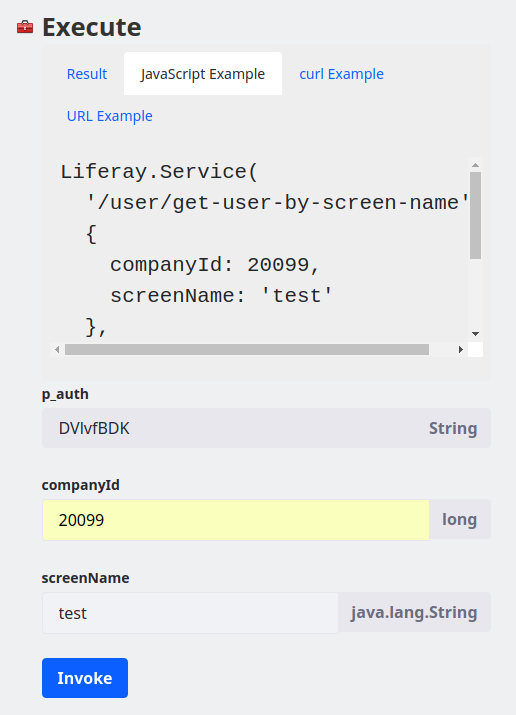 Execute
Result JavaScript Example curl Example
URL Example
Liferay.Service(
  '/user/get-user-by-screen-name'
  {
    companyId: 20099,
    screenName: 'test'
  },
p_auth
DVlvfBDK String
companyId
20099 long
screenName
test java.lang.String
Invoke